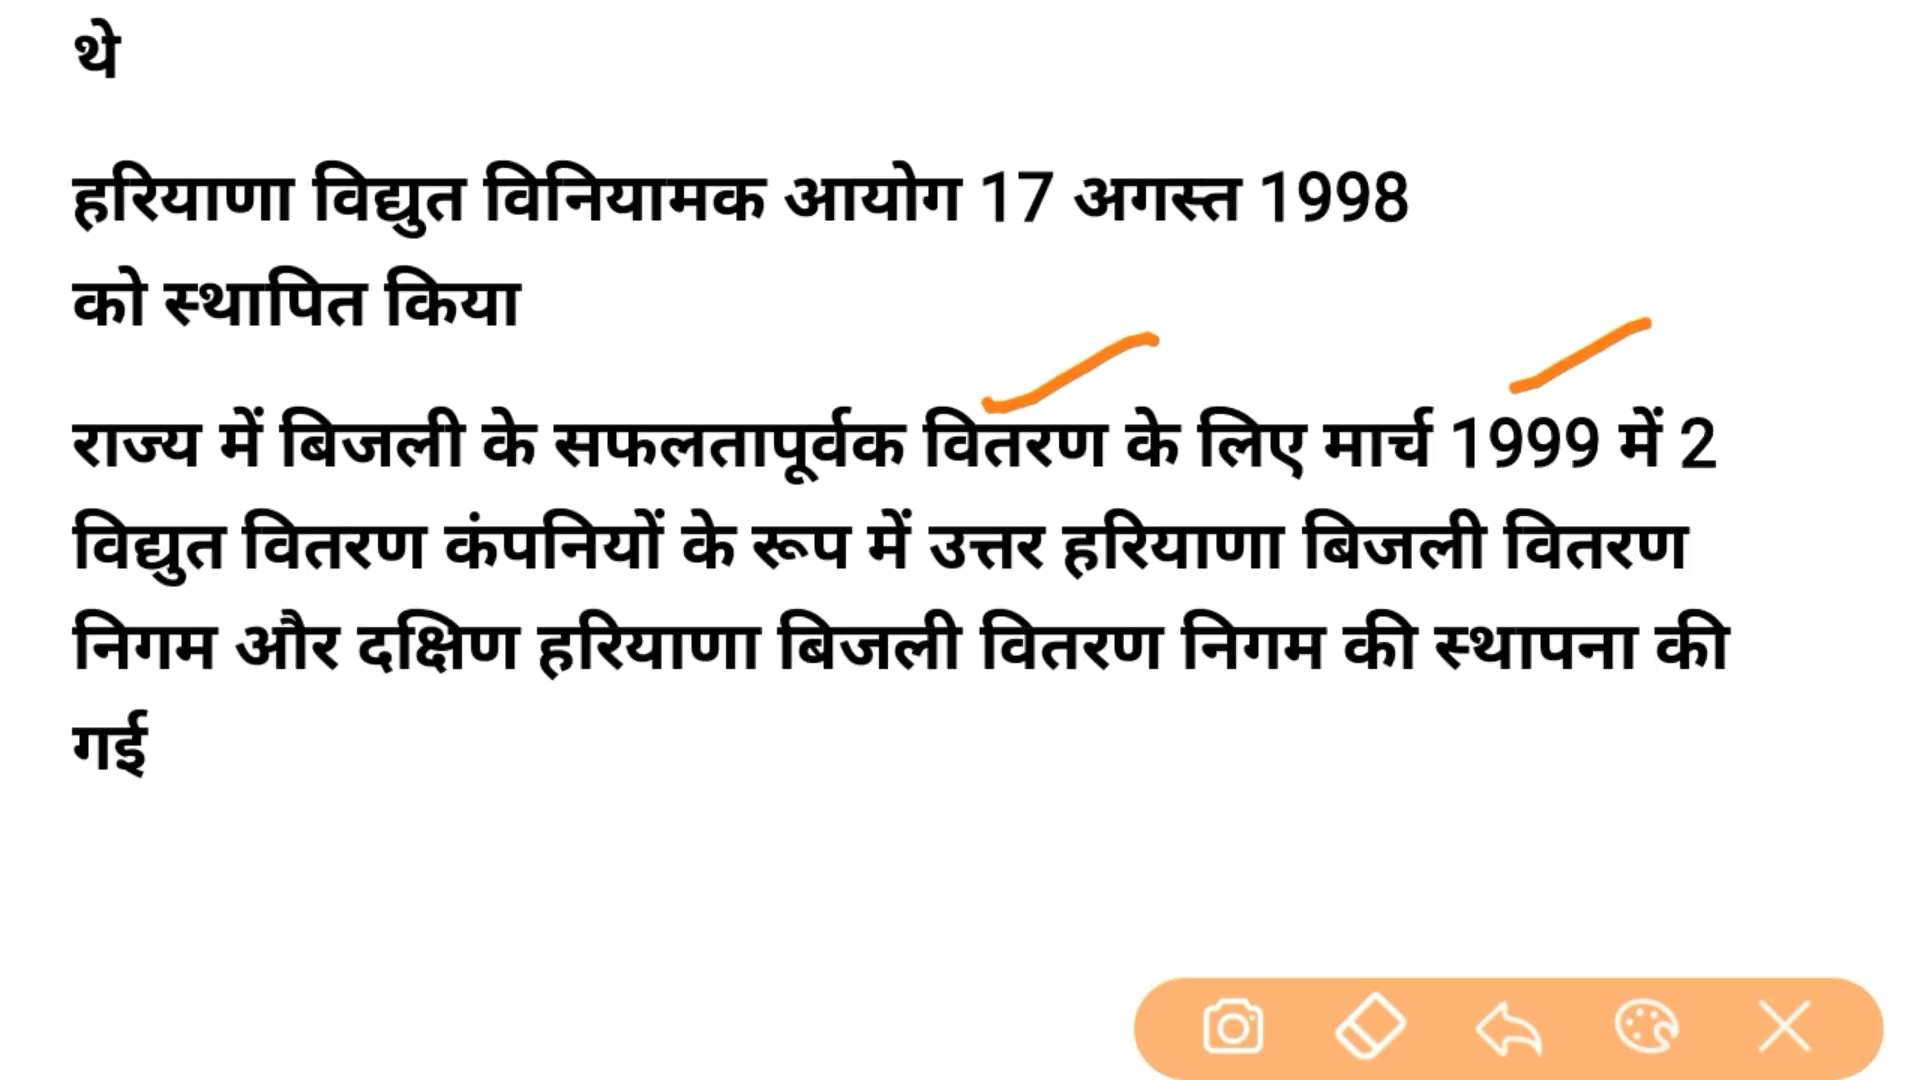 थे
हरियाणा विद्युत विनियामक आयोग 17 अगस्त 1998
को स्थापित किया
राज्य में बिजली के सफलतापूर्वक वितरण के लिए मार्च 1999 में 2
विद्युत वितरण कंपनियों के रूप में उत्तर हरियाणा बिजली वितरण
निगम और दक्षिण हरियाणा बिजली वितरण निगम की स्थापना की
गई